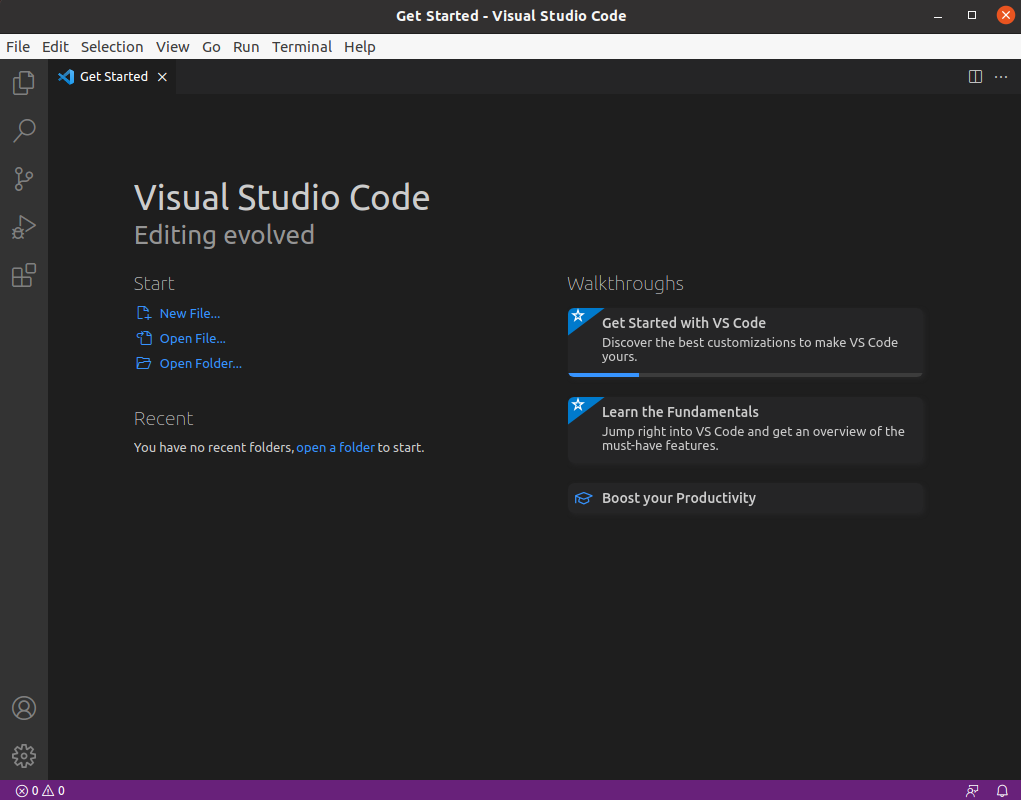 Get Started - Visual Studio Code
File Edit Selection View Go Run Terminal Help
Get Started
Visual Studio Code
Editing evolved
Start
New File...
Open File...
Open Folder...
Recent
You have no recent folders, open a folder to start.
Walkthroughs
Get Started with VS Code
Discover the best customizations to make VS Code
yours.
Learn the Fundamentals
Jump right into VS Code and get an overview of the
must-have features.
Boost your Productivity
0 0